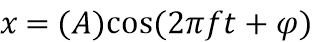 x = (A)cos(2πft + φ)